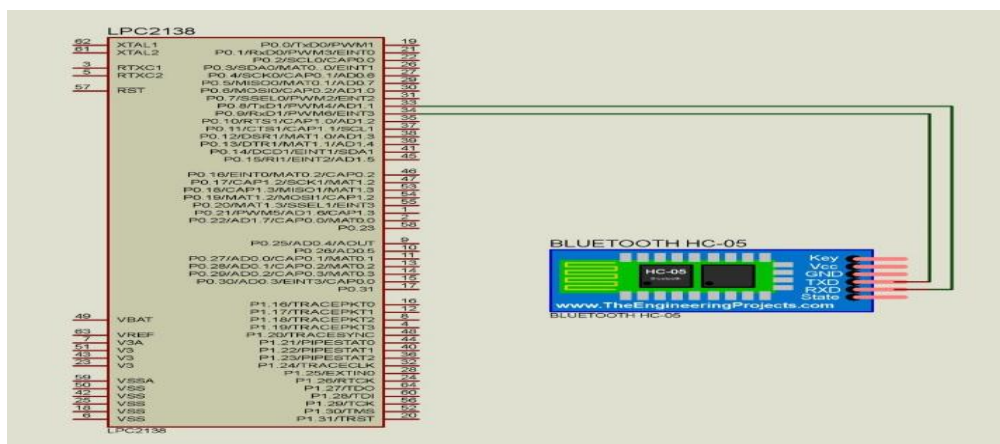 LPC2138
62 XTAL1
61 XTAL2
3 RTXC1
5 RTXC2
57 RST
49 VBAT
63 VREF
7 V3A
51 V3
43 V3
23 V3
59 VSSA
50 VSS
42 VSS
25 VSS
18 VSS
6 VSS
P0.0/TxD0/PWM1 19
P0.1/RxD0/PWM3/EINT0 21
P0.2/SCL0/CAP0.0 22
P0.3/SDA0/MAT0.0/EINT1 26
P0.4/SCK0/CAP0.1/AD0.6 27
P0.5/MISO0/MAT0.1/AD0.7 29
P0.6/MOSI0/CAP0.2/AD1.0 30
P0.7/SSEL0/PWM2/EINT2 31
P0.8/TxD1/PWM4/AD1.1 33
P0.9/RxD1/PWM6/EINT3 34
P0.10/RTS1/CAP1.0/AD1.2 35
P0.11/CTS1/CAP1.1/SCL1 37
P0.12/DSR1/MAT1.0/AD1.3 38
P0.13/DTR1/MAT1.1/AD1.4 39
P0.14/DCD1/EINT1/SDA1 41
P0.15/RI1/EINT2/AD1.5 45
P0.16/EINT0/MAT0.2/CAP0.2 46
P0.17/CAP1.2/SCK1/MAT1.2 47
P0.18/CAP1.3/MISO1/MAT1.3 53
P0.19/MAT1.2/MOSI1/CAP1.2 54
P0.20/MAT1.3/SSEL1/EINT3 55
P0.21/PWM5/AD1.6/CAP1.3 1
P0.22/AD1.7/CAP0.0/MAT0.0 2
P0.23 58
P0.25/AD0.4/AOUT 9
P0.26/AD0.5 10
P0.27/AD0.0/CAP0.1/MAT0.1 11
P0.28/AD0.1/CAP0.2/MAT0.2 13
P0.29/AD0.2/CAP0.3/MAT0.3 14
P0.30/AD0.3/EINT3/CAP0.0 15
P0.31 17
P1.16/TRACEPKT0 16
P1.17/TRACEPKT1 12
P1.18/TRACEPKT2 8
P1.19/TRACEPKT3 4
P1.20/TRACESYNC 48
P1.21/PIPESTAT0 44
P1.22/PIPESTAT1 40
P1.23/PIPESTAT2 36
P1.24/TRACECLK 32
P1.25/EXTIN0 28
P1.26/RTCK 24
P1.27/TDO 64
P1.28/TDI 60
P1.29/TCK 56
P1.30/TMS 52
P1.31/TRST 20
LPC2138
BLUETOOTH HC-05
HC-05
Bluetooth
Key
Vcc
GND
TXD
RXD
State
www.TheEngineeringProjects.com
BLUETOOTH HC-05